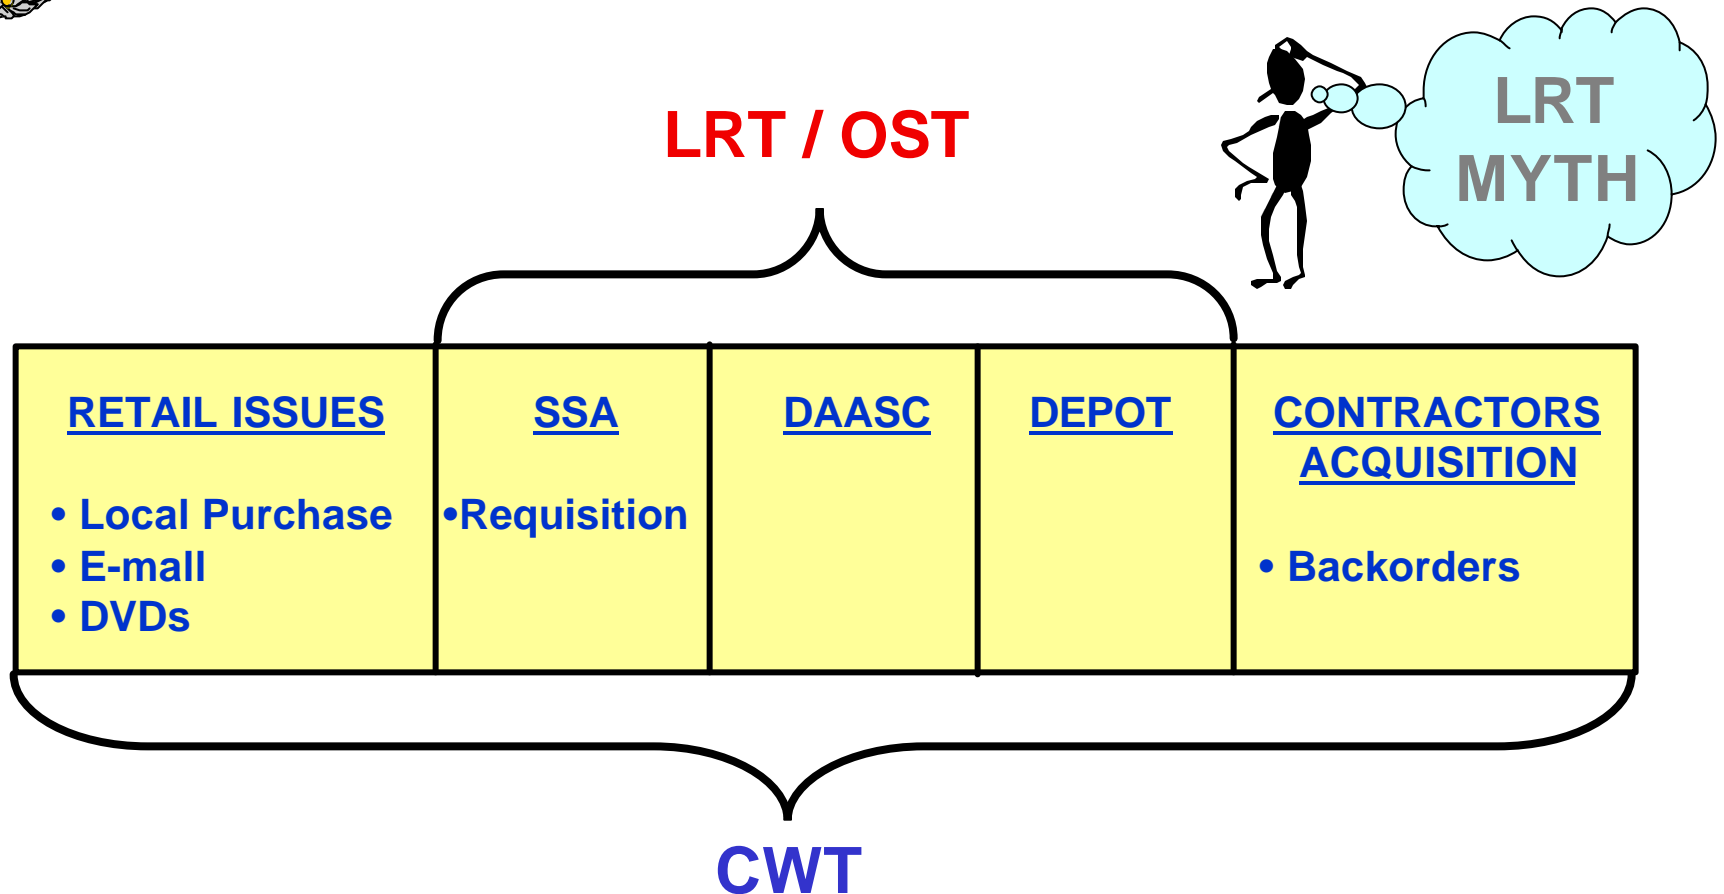 LRT / OST
LRT
MYTH
RETAIL ISSUES
• Local Purchase
• E-mall
• DVDs
SSA
•Requisition
DAASC
DEPOT
CONTRACTORS
ACQUISITION
• Backorders
CWT